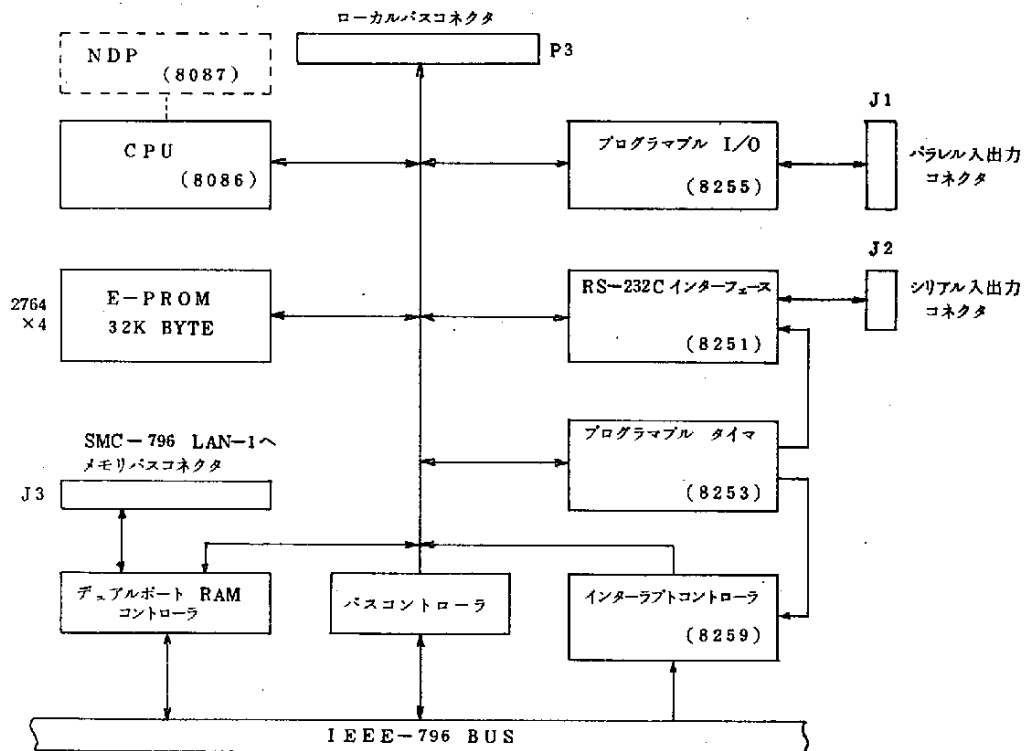 ローカルバスコネクタ
P3
NDP
(8087)
CPU
(8086)
プログラマブル I/O
(8255)
J1
パラレル入出力
コネクタ
2764
×4
E-PROM
32K BYTE
RS-232Cインターフェース
(8251)
J2
シリアル入出力
コネクタ
SMC-796 LAN-1へ
メモリバスコネクタ
J3
プログラマブル タイマ
(8253)
デュアルポート RAM
コントローラ
バスコントローラ
インターラプトコントローラ
(8259)
IEEE-796 BUS